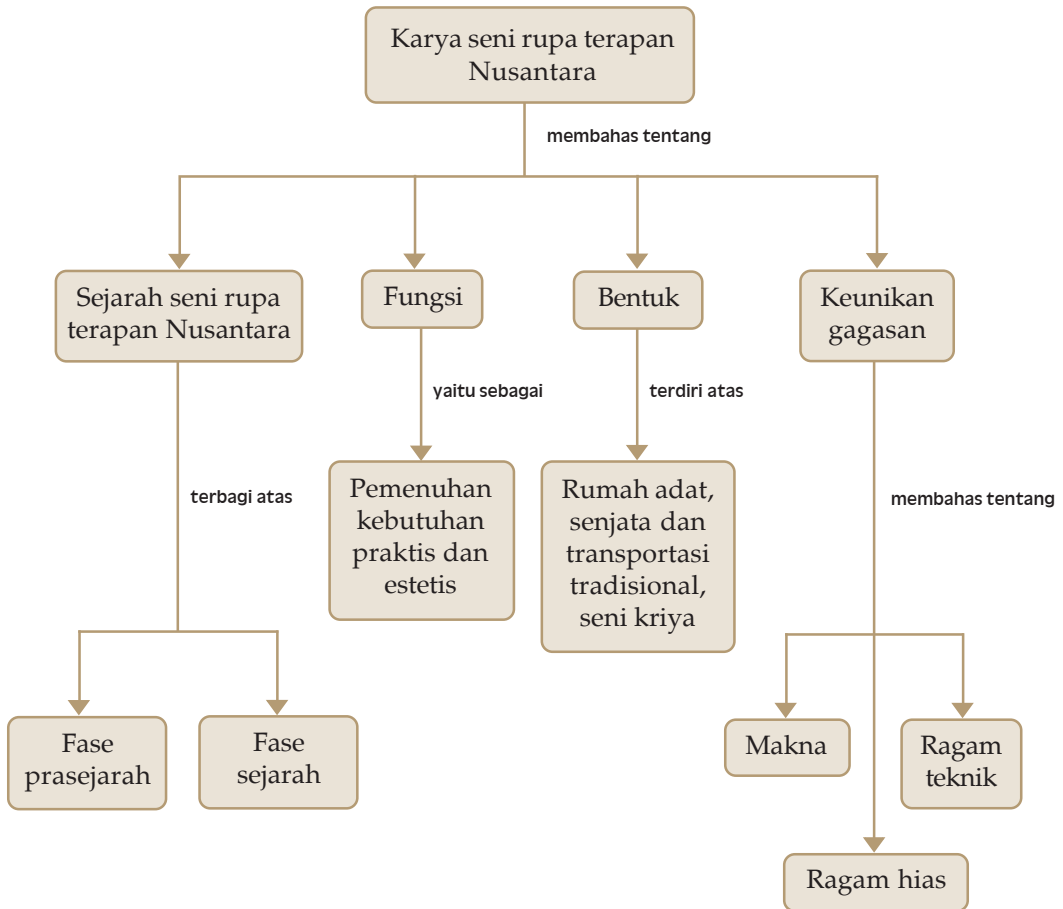 Karya seni rupa terapan
Nusantara
membahas tentang
Sejarah seni rupa
terapan Nusantara
Fungsi
Bentuk
Keunikan
gagasan
yaitu sebagai
terdiri atas
terbagi atas
Pemenuhan
kebutuhan
praktis dan
estetis
Rumah adat,
senjata dan
transportasi
tradisional,
seni kriya
membahas tentang
Fase
prasejarah
Fase
sejarah
Makna
Ragam
teknik
Ragam hias